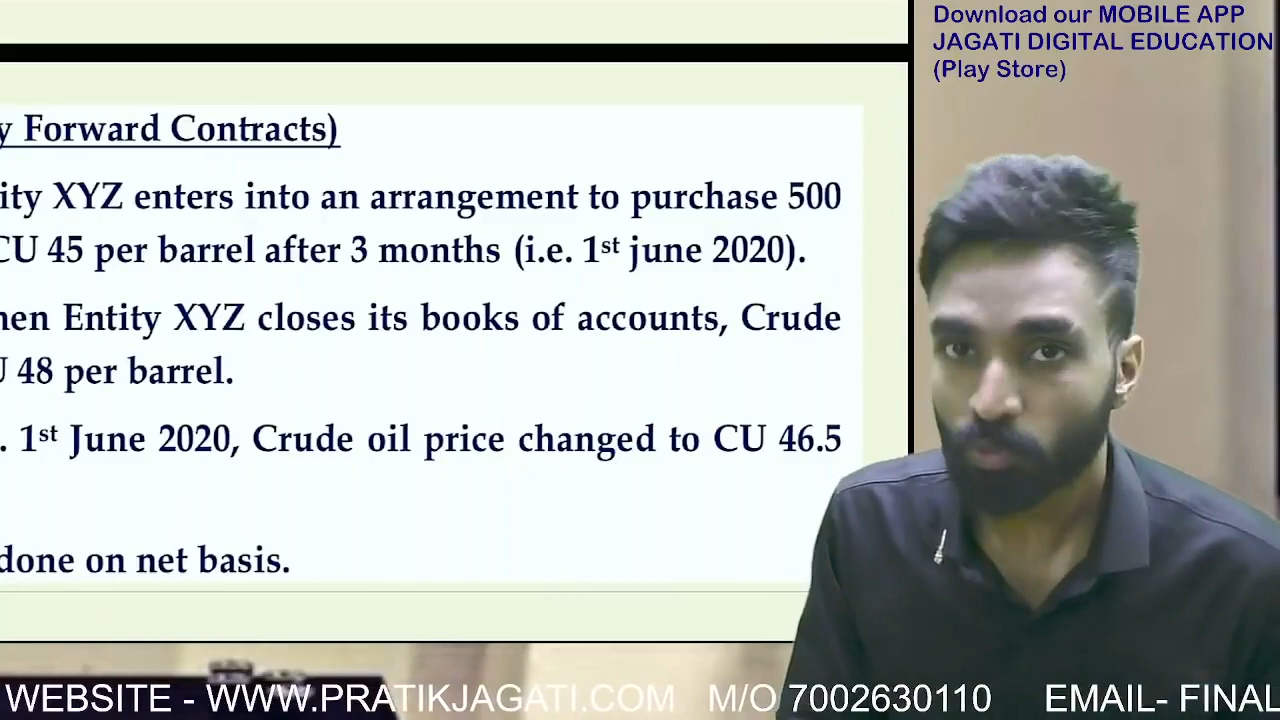 Download our MOBILE APP
JAGATI DIGITAL EDUCATION
(Play Store)
y Forward Contracts)
ity XYZ enters into an arrangement to purchase 500
CU 45 per barrel after 3 months (i.e. 1st june 2020).
en Entity XYZ closes its books of accounts, Crude
48 per barrel.
. 1st June 2020, Crude oil price changed to CU 46.5
done on net basis.
WEBSITE - WWW.PRATIKJAGATI.COM M/O 7002630110 EMAIL- FINAL